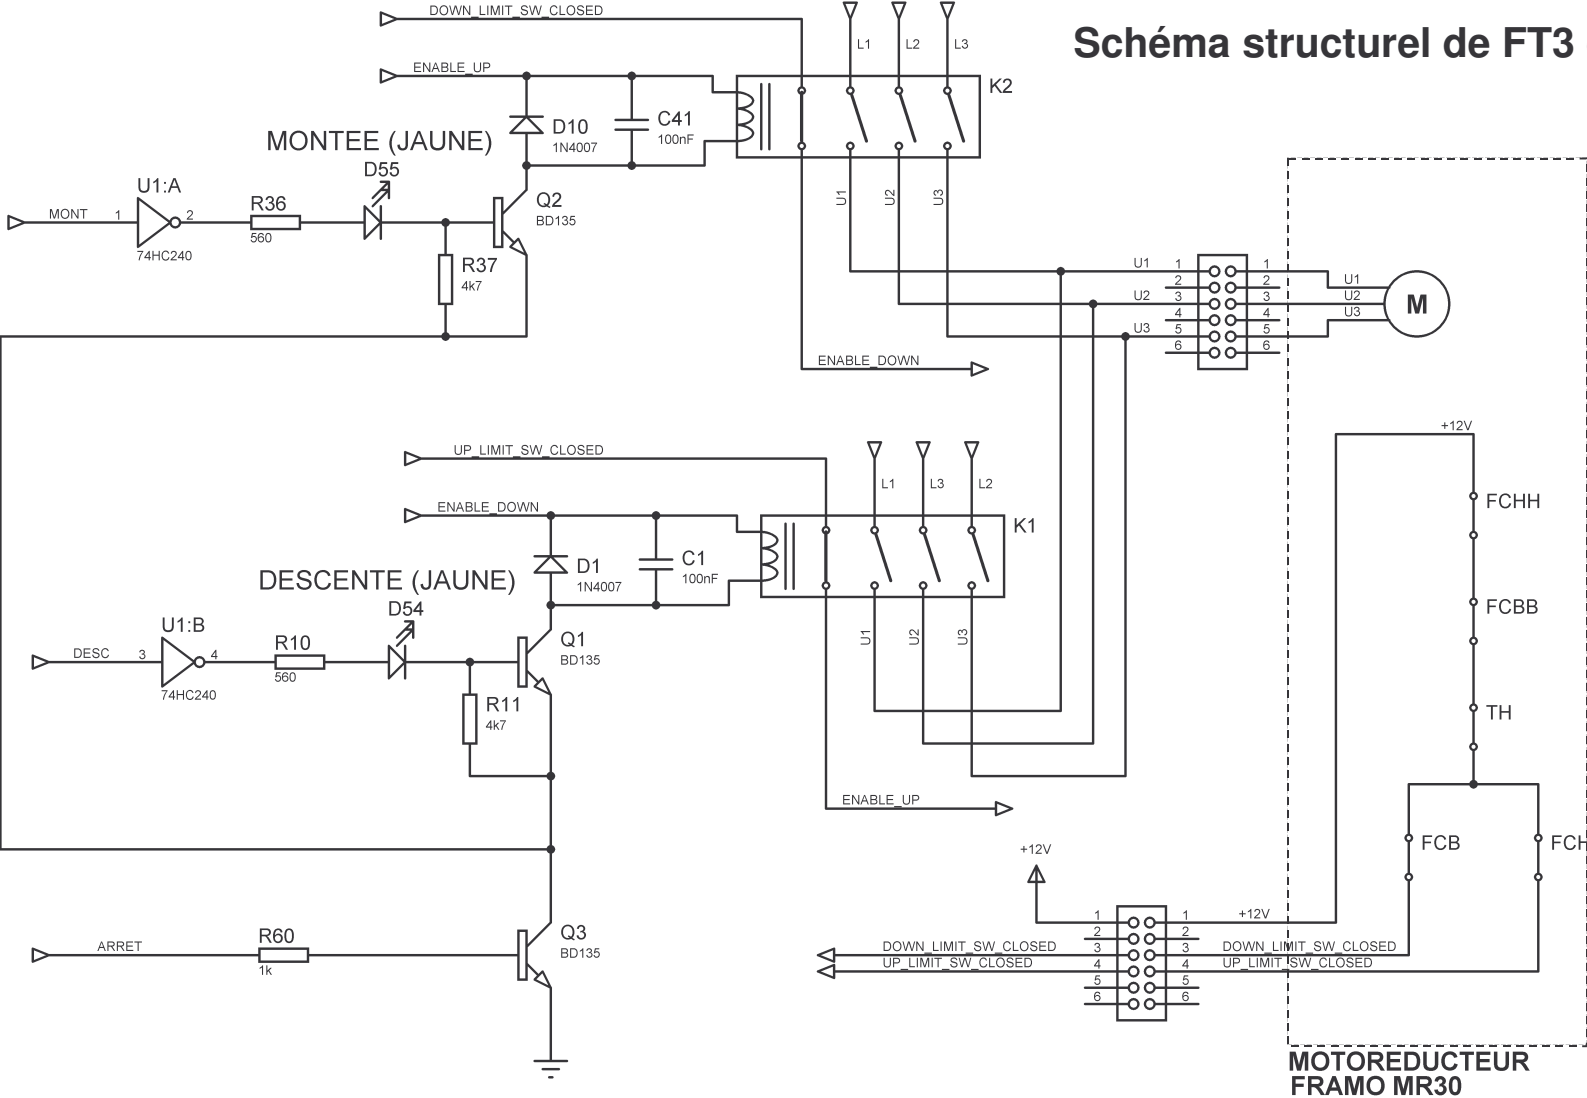 DOWN_LIMIT_SW_CLOSED
Schéma structurel de FT3
L1 L2 L3
ENABLE_UP
K2
D10
1N4007
C41
100nF
MONTEE (JAUNE)
D55
U1:A
MONT 1 2
74HC240
R36
560
Q2
BD135
R37
4k7
U1 U2 U3
U1 1 1 U1
2 2
U2 3 3 U2
4 4
U3 5 5 U3
6 6
M
ENABLE_DOWN
UP_LIMIT_SW_CLOSED
L1 L3 L2
ENABLE_DOWN
K1
D1
1N4007
C1
100nF
DESCENTE (JAUNE)
D54
U1:B
DESC 3 4
74HC240
R10
560
Q1
BD135
R11
4k7
U1 U2 U3
ENABLE_UP
+12V
FCHH
FCBB
TH
FCB FCH
+12V
1 1 +12V
2 2
DOWN_LIMIT_SW_CLOSED 3 3 DOWN_LIMIT_SW_CLOSED
UP_LIMIT_SW_CLOSED 4 4 UP_LIMIT_SW_CLOSED
5 5
6 6
ARRET
R60
1k
Q3
BD135
MOTOREDUCTEUR
FRAMO MR30